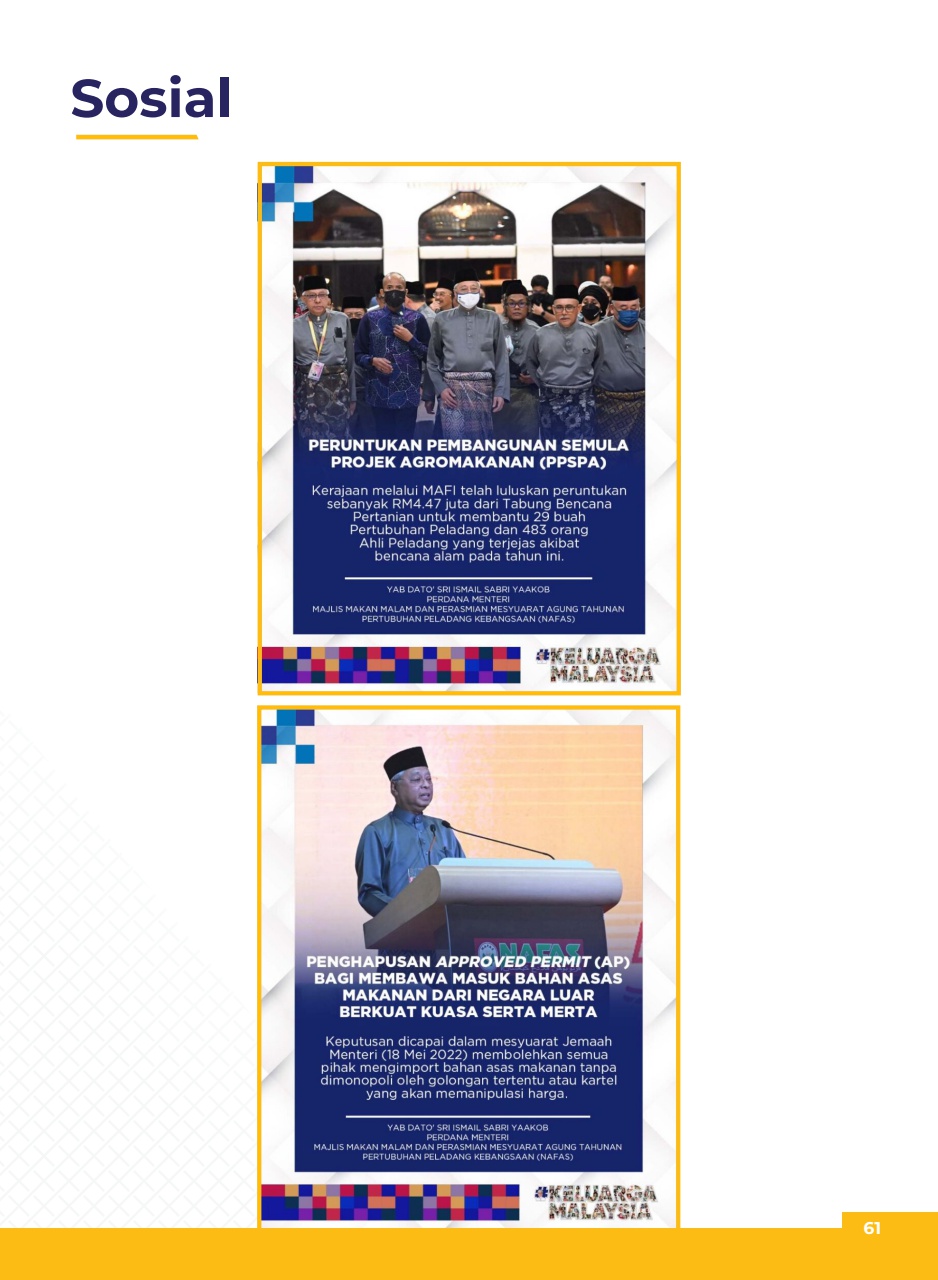 Sosial
PERUNTUKAN PEMBANGUNAN SEMULA
PROJEK AGROMAKANAN (PPSPA)
Kerajaan melalui MAFI telah luluskan peruntukan
sebanyak RM4.47 juta dari Tabung Bencana
Pertanian untuk membantu 29 buah
Pertubuhan Peladang dan 483 orang
Ahli Peladang yang terjejas akibat
bencana alam pada tahun ini.
YAB DATO' SRI ISMAIL SABRI YAAKOB
PERDANA MENTERI
MAJLIS MAKAN MALAM DAN PERASMIAN MESYUARAT AGUNG TAHUNAN
PERTUBUHAN PELADANG KEBANGSAAN (NAFAS)
#KELUARGA
MALAYSIA
NAFAS
PENGHAPUSAN APPROVED PERMIT (AP)
BAGI MEMBAWA MASUK BAHAN ASAS
MAKANAN DARI NEGARA LUAR
BERKUAT KUASA SERTA MERTA
Keputusan dicapai dalam mesyuarat Jemaah
Menteri (18 Mei 2022) membolehkan semua
pihak mengimport bahan asas makanan tanpa
dimonopoli oleh golongan tertentu atau kartel
yang akan memanipulasi harga.
YAB DATO' SRI ISMAIL SABRI YAAKOB
PERDANA MENTERI
MAJLIS MAKAN MALAM DAN PERASMIAN MESYUARAT AGUNG TAHUNAN
PERTUBUHAN PELADANG KEBANGSAAN (NAFAS)
#KELUARGA
MALAYSIA
61